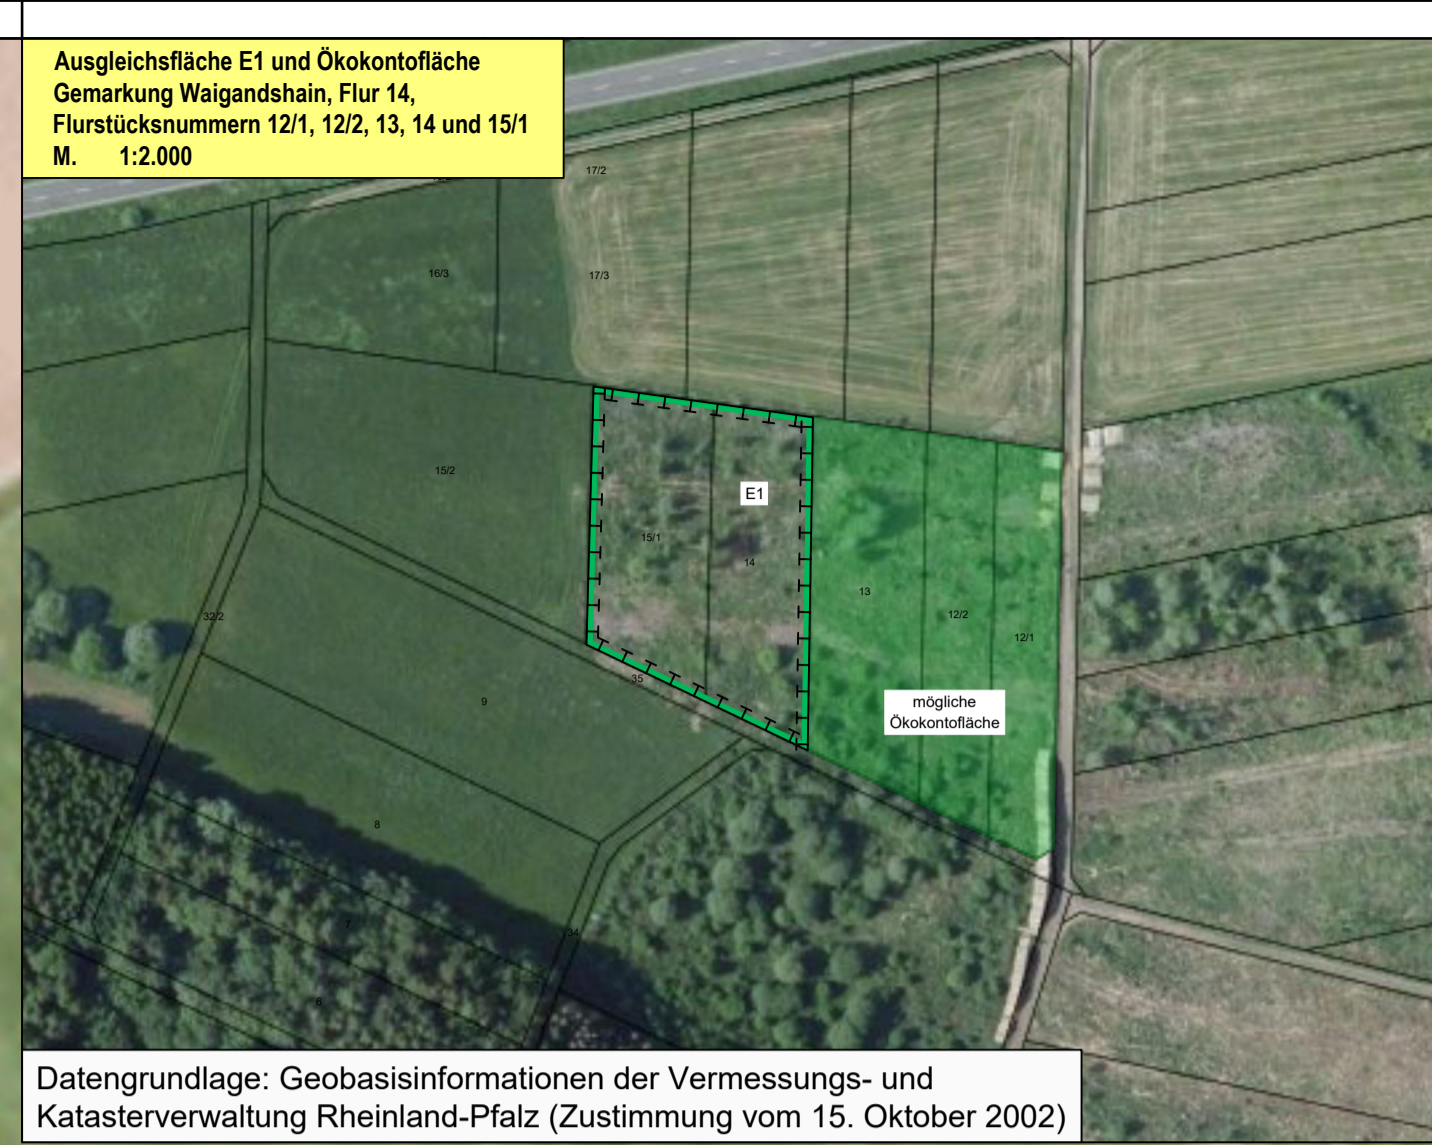 Ausgleichsfläche E1 und Ökokontofläche
Gemarkung Waigandshain, Flur 14,
Flurstücksnummern 12/1, 12/2, 13, 14 und 15/1
M. 1:2.000
17/2
16/3
17/3
15/2
E1
15/1
14
13
12/2
12/1
32/2
35
9
mögliche
Ökokontofläche
8
7
34
6
Datengrundlage: Geobasisinformationen der Vermessungs- und
Katasterverwaltung Rheinland-Pfalz (Zustimmung vom 15. Oktober 2002)